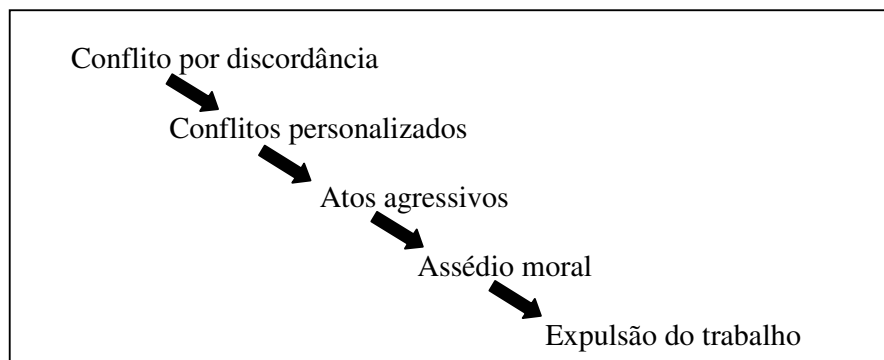 Conflito por discordância
Conflitos personalizados
Atos agressivos
Assédio moral
Expulsão do trabalho